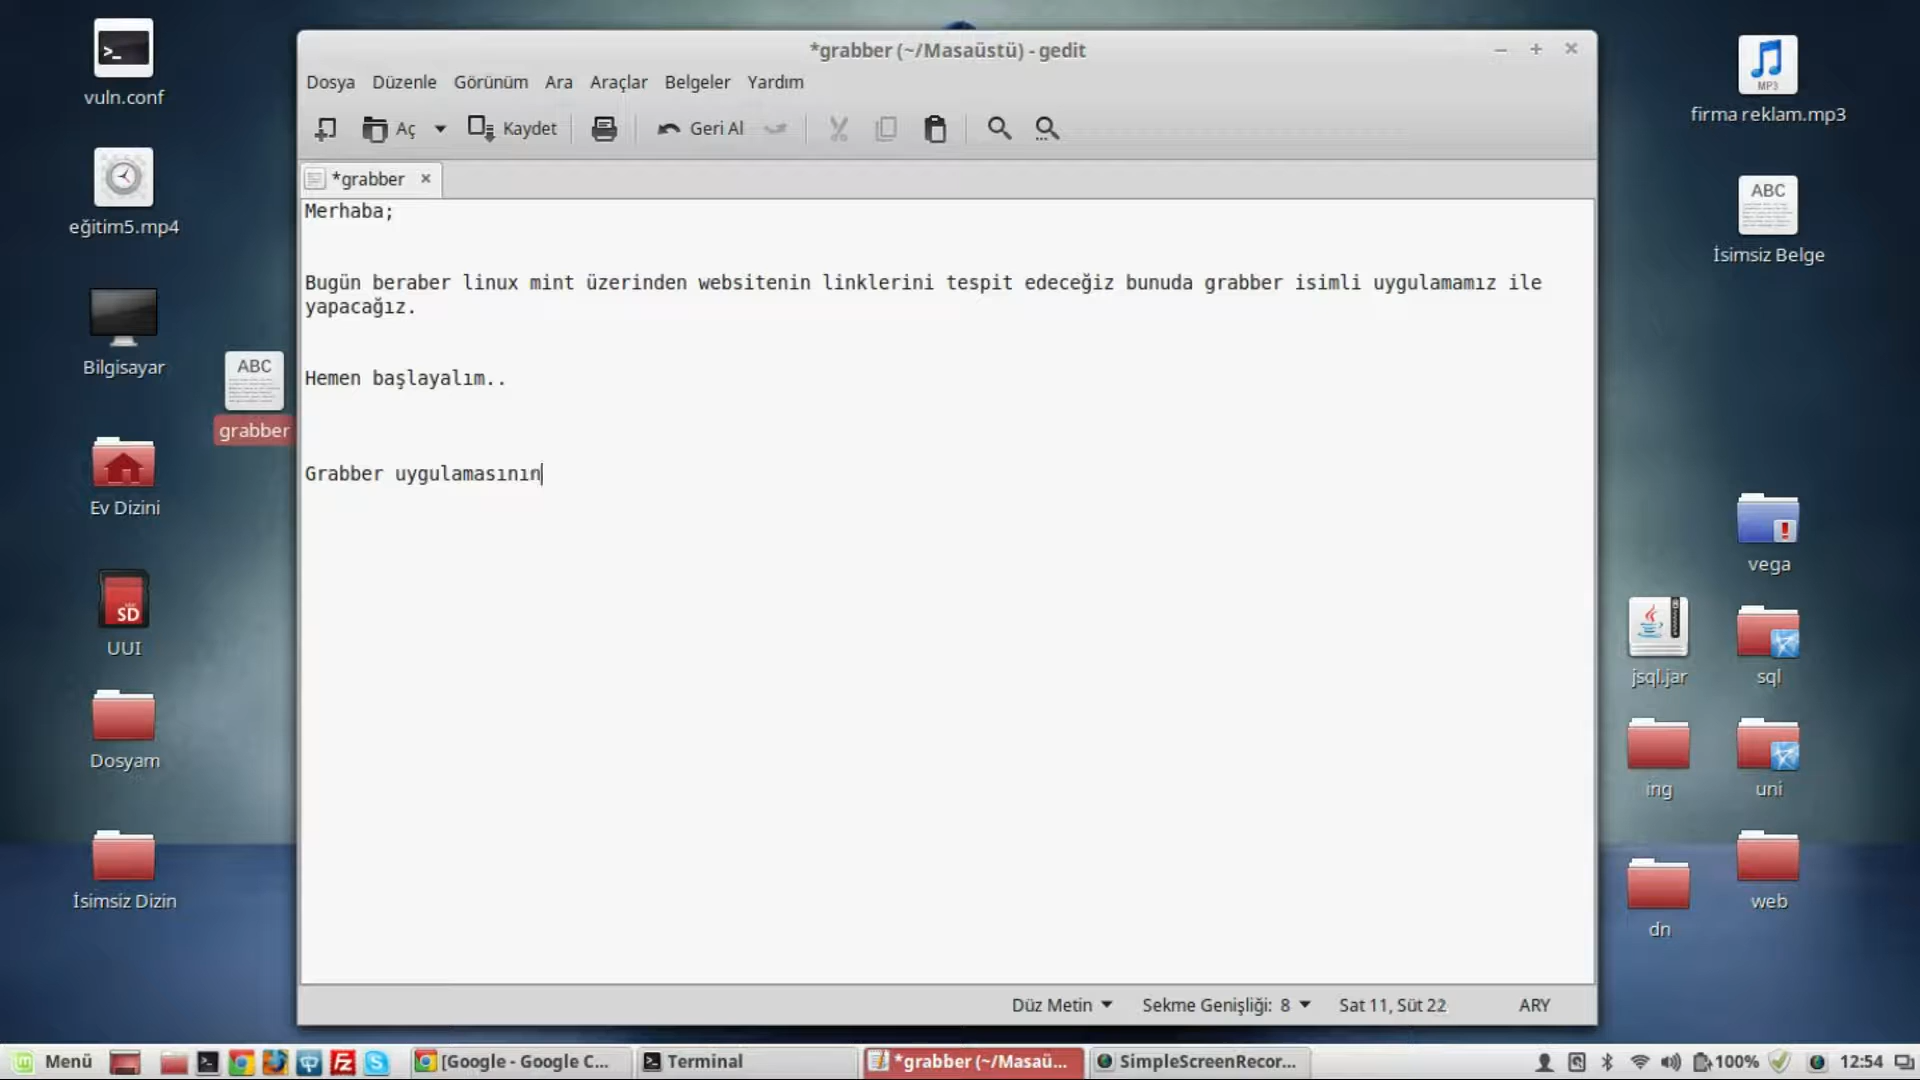 *grabber (~/Masaüstü) - gedit
Dosya Düzenle Görünüm Ara Araçlar Belgeler Yardım
Aç Kaydet Geri Al
*grabber
Merhaba;
Bugün beraber linux mint üzerinden websitenin linklerini tespit edeceğiz bunuda grabber isimli uygulamamız ile
yapacağız.
Hemen başlayalım..
Grabber uygulamasının
Düz Metin Sekme Genişliği: 8 Sat 11, Süt 22 ARY
vuln.conf
eğitim5.mp4
Bilgisayar
ABC
grabber
Ev Dizini
SD
UUI
Dosyam
İsimsiz Dizin
MP3
firma reklam.mp3
ABC
İsimsiz Belge
vega
jsql.jar
sql
ing
uni
dn
web
Menü [Google - Google C... Terminal *grabber (~/Masaü... SimpleScreenRecor... 100% 12:54